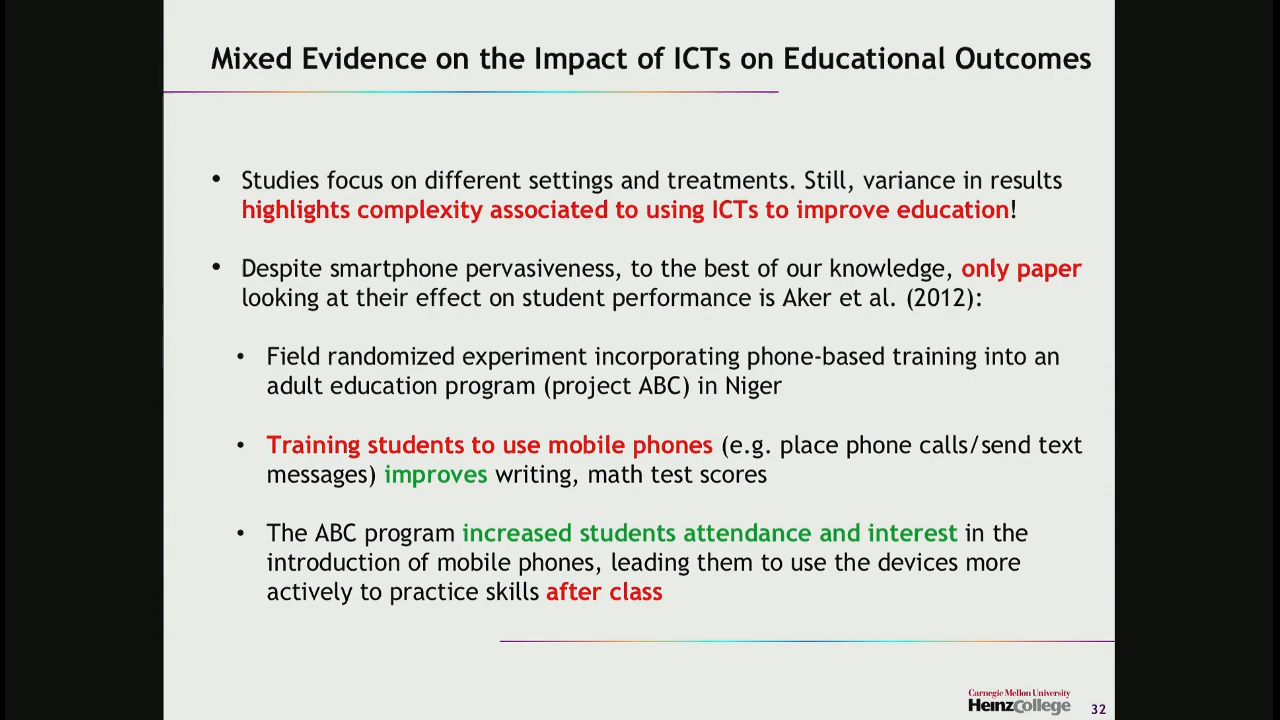 Mixed Evidence on the Impact of ICTs on Educational Outcomes
• Studies focus on different settings and treatments. Still, variance in results
highlights complexity associated to using ICTs to improve education!
• Despite smartphone pervasiveness, to the best of our knowledge, only paper
looking at their effect on student performance is Aker et al. (2012):
• Field randomized experiment incorporating phone-based training into an
adult education program (project ABC) in Niger
• Training students to use mobile phones (e.g. place phone calls/send text
messages) improves writing, math test scores
• The ABC program increased students attendance and interest in the
introduction of mobile phones, leading them to use the devices more
actively to practice skills after class
Carnegie Mellon University
HeinzCollege
32